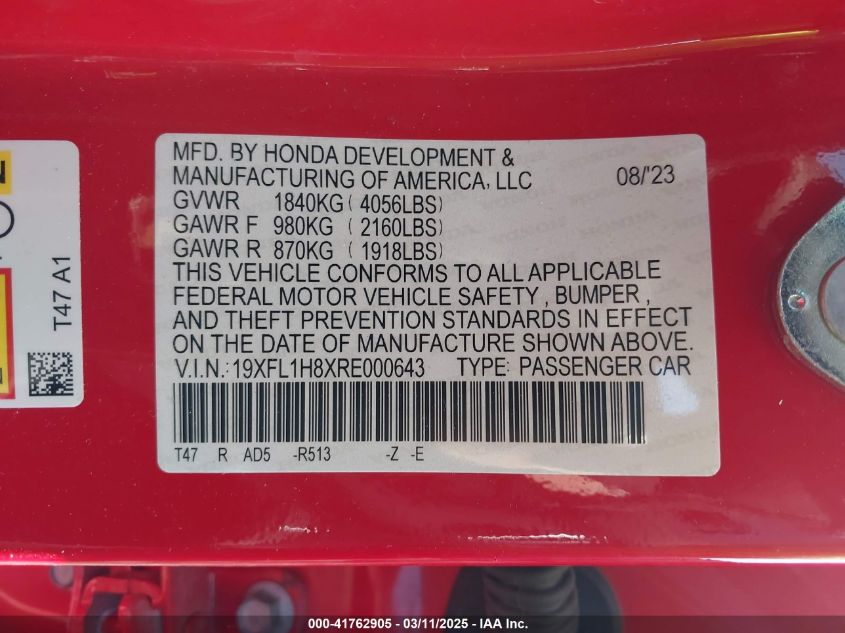 MFD. BY HONDA DEVELOPMENT &
MANUFACTURING OF AMERICA, LLC 08/'23
GVWR 1840KG ( 4056LBS)
GAWR F 980KG ( 2160LBS)
GAWR R 870KG ( 1918LBS)
THIS VEHICLE CONFORMS TO ALL APPLICABLE
FEDERAL MOTOR VEHICLE SAFETY , BUMPER ,
AND THEFT PREVENTION STANDARDS IN EFFECT
ON THE DATE OF MANUFACTURE SHOWN ABOVE.
V.I.N.: 19XFL1H8XRE000643 TYPE: PASSENGER CAR
T47 R AD5 -R513 -Z -E
T47 A1
000-41762905 - 03/11/2025 - IAA Inc.